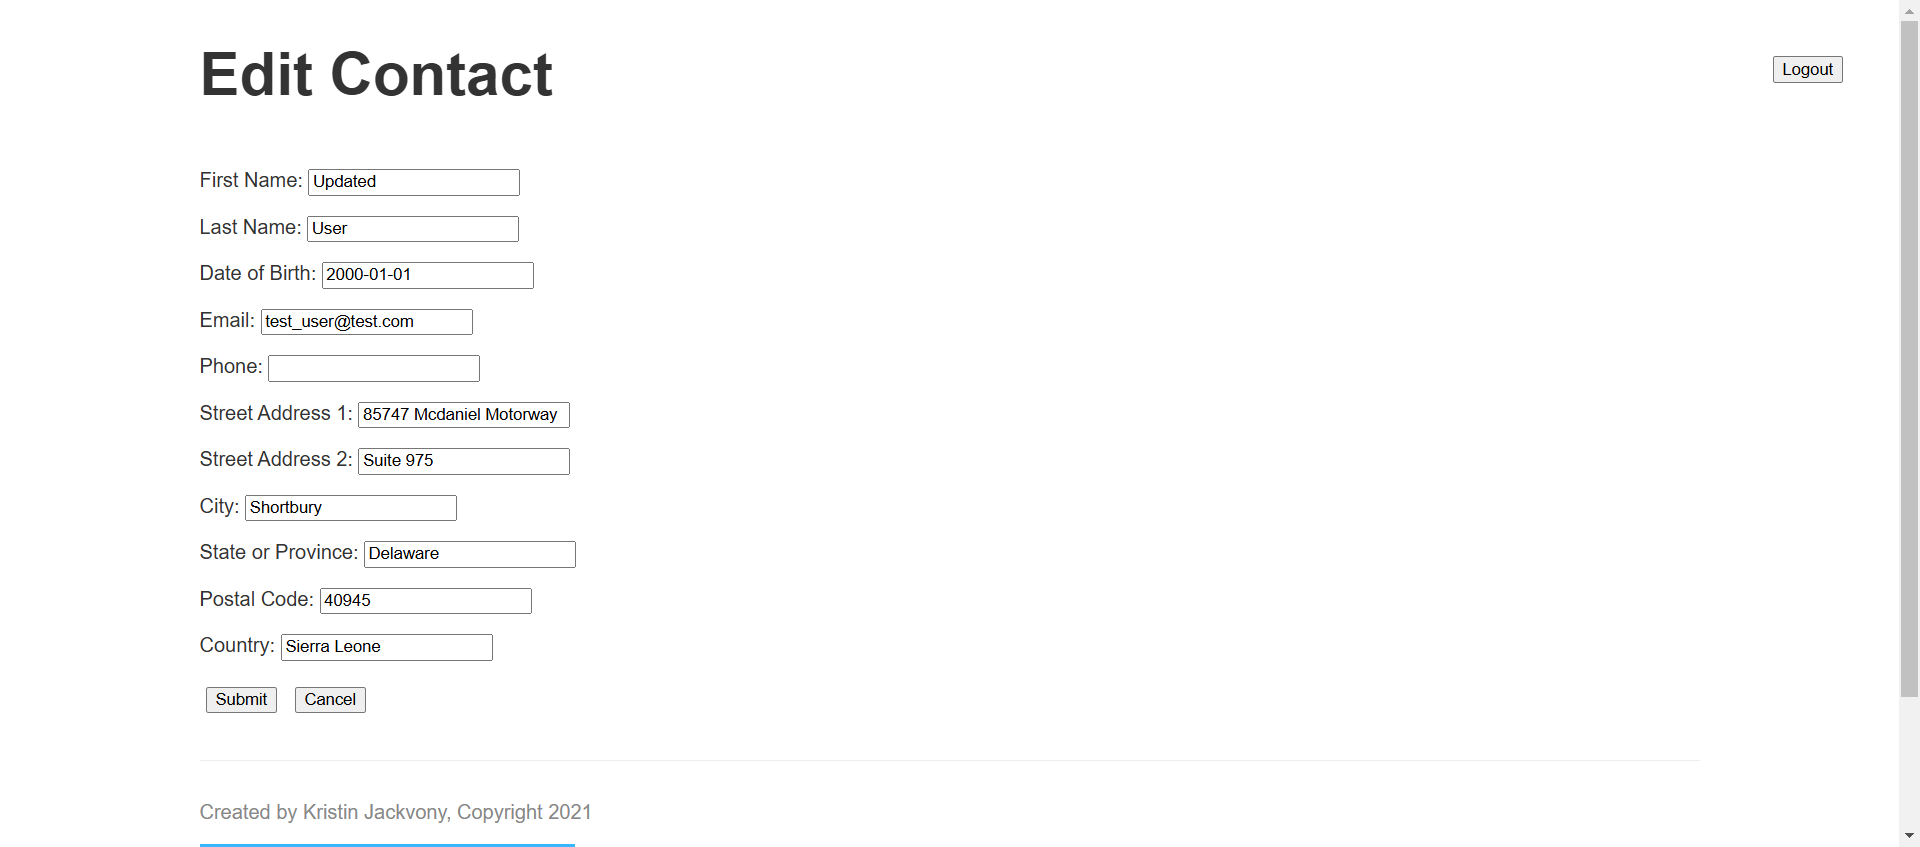 Edit Contact
Logout
First Name: Updated
Last Name: User
Date of Birth: 2000-01-01
Email: test_user@test.com
Phone:
Street Address 1: 85747 Mcdaniel Motorway
Street Address 2: Suite 975
City: Shortbury
State or Province: Delaware
Postal Code: 40945
Country: Sierra Leone
Submit Cancel
Created by Kristin Jackvony, Copyright 2021